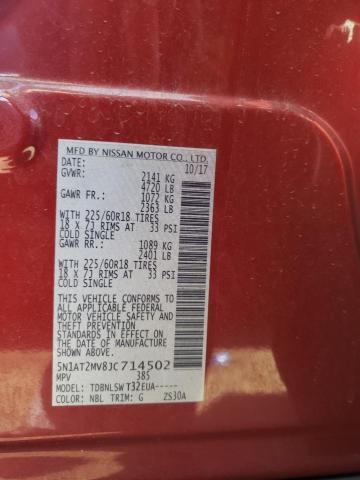 MFD BY NISSAN MOTOR CO., LTD.
DATE: 10/17
GVWR: 2141 KG
4720 LB
GAWR FR.: 1072 KG
2363 LB
WITH 225/60R18 TIRES
18 X 7J RIMS AT 33 PSI
COLD SINGLE
GAWR RR.: 1089 KG
2401 LB
WITH 225/60R18 TIRES
18 X 7J RIMS AT 33 PSI
COLD SINGLE
THIS VEHICLE CONFORMS TO
ALL APPLICABLE FEDERAL
MOTOR VEHICLE SAFETY
STANDARDS IN EFFECT ON
THE DATE OF MANUFACTURE
SHOWN ABOVE.
5N1AT2MV8JC714502
MPV 385
TYPE: TDBNLSW T32EUA-----
COLOR: NBL TRIM: G ZS30A